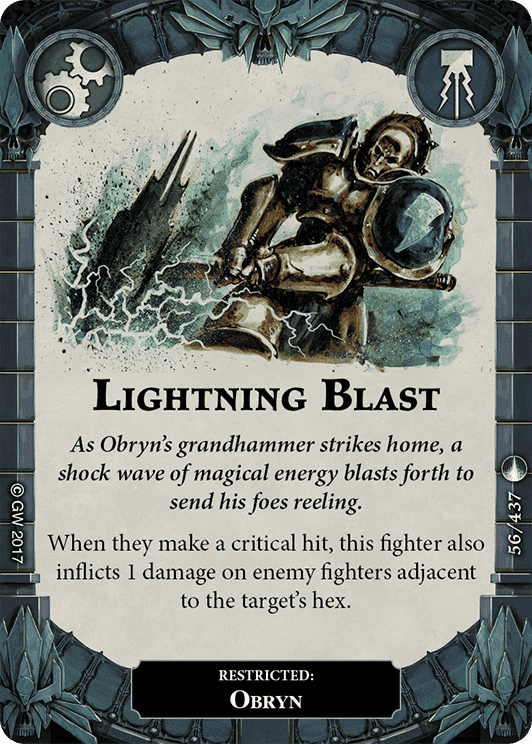 LIGHTNING BLAST
As Obryn's grandhammer strikes home, a
shock wave of magical energy blasts forth to
send his foes reeling.
When they make a critical hit, this fighter also
inflicts 1 damage on enemy fighters adjacent
to the target's hex.
© GW 2017
56/437
RESTRICTED:
OBRYN